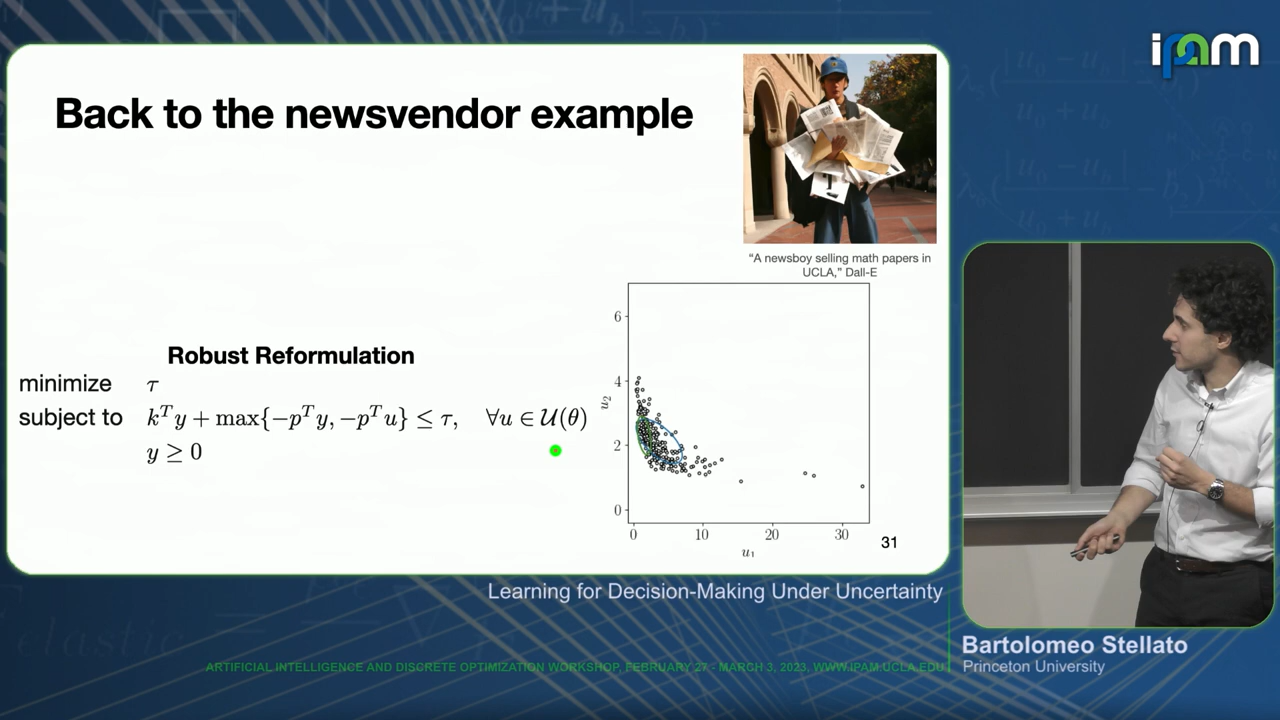 ipam
Back to the newsvendor example
"A newsboy selling math papers in
UCLA," Dall-E
Robust Reformulation
minimize τ
subject to k^T y + max{−p^T y, −p^T u} ≤ τ, ∀u ∈ 𝒰(θ)
y ≥ 0
6
4
2
0
u₂
0 10 20 30
u₁
31
Learning for Decision-Making Under Uncertainty
Bartolomeo Stellato
Princeton University
ARTIFICIAL INTELLIGENCE AND DISCRETE OPTIMIZATION WORKSHOP, FEBRUARY 27 - MARCH 3, 2023, WWW.IPAM.UCLA.EDU